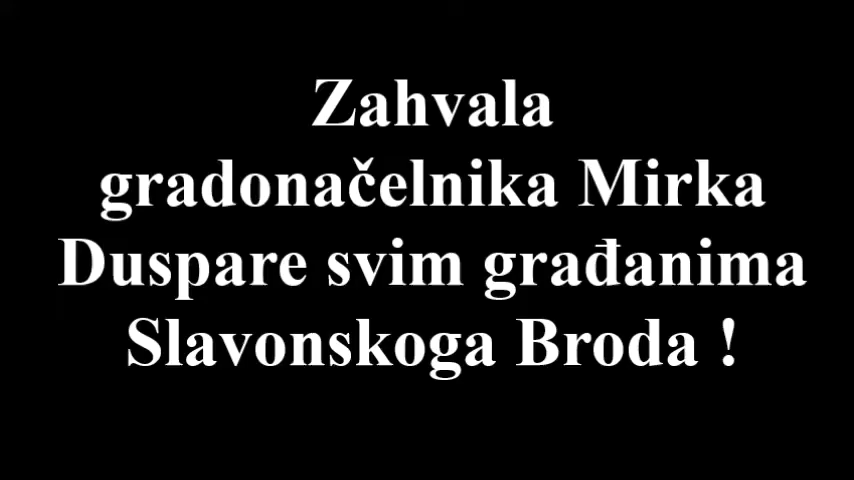 Zahvala
gradonačelnika Mirka
Duspare svim građanima
Slavonskoga Broda !